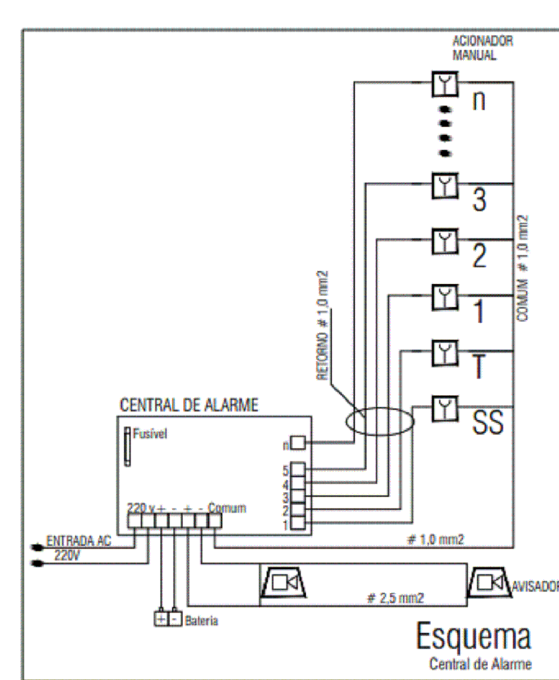 ACIONADOR
MANUAL
n
3
2
1
T
SS
COMUM # 1,0 mm2
RETORNO # 1,0 mm2
CENTRAL DE ALARME
Fusível
n
5
4
3
2
1
220 v + - + - Comum
ENTRADA AC
220V
# 1,0 mm2
+ - Bateria
# 2,5 mm2
AVISADOR
Esquema
Central de Alarme